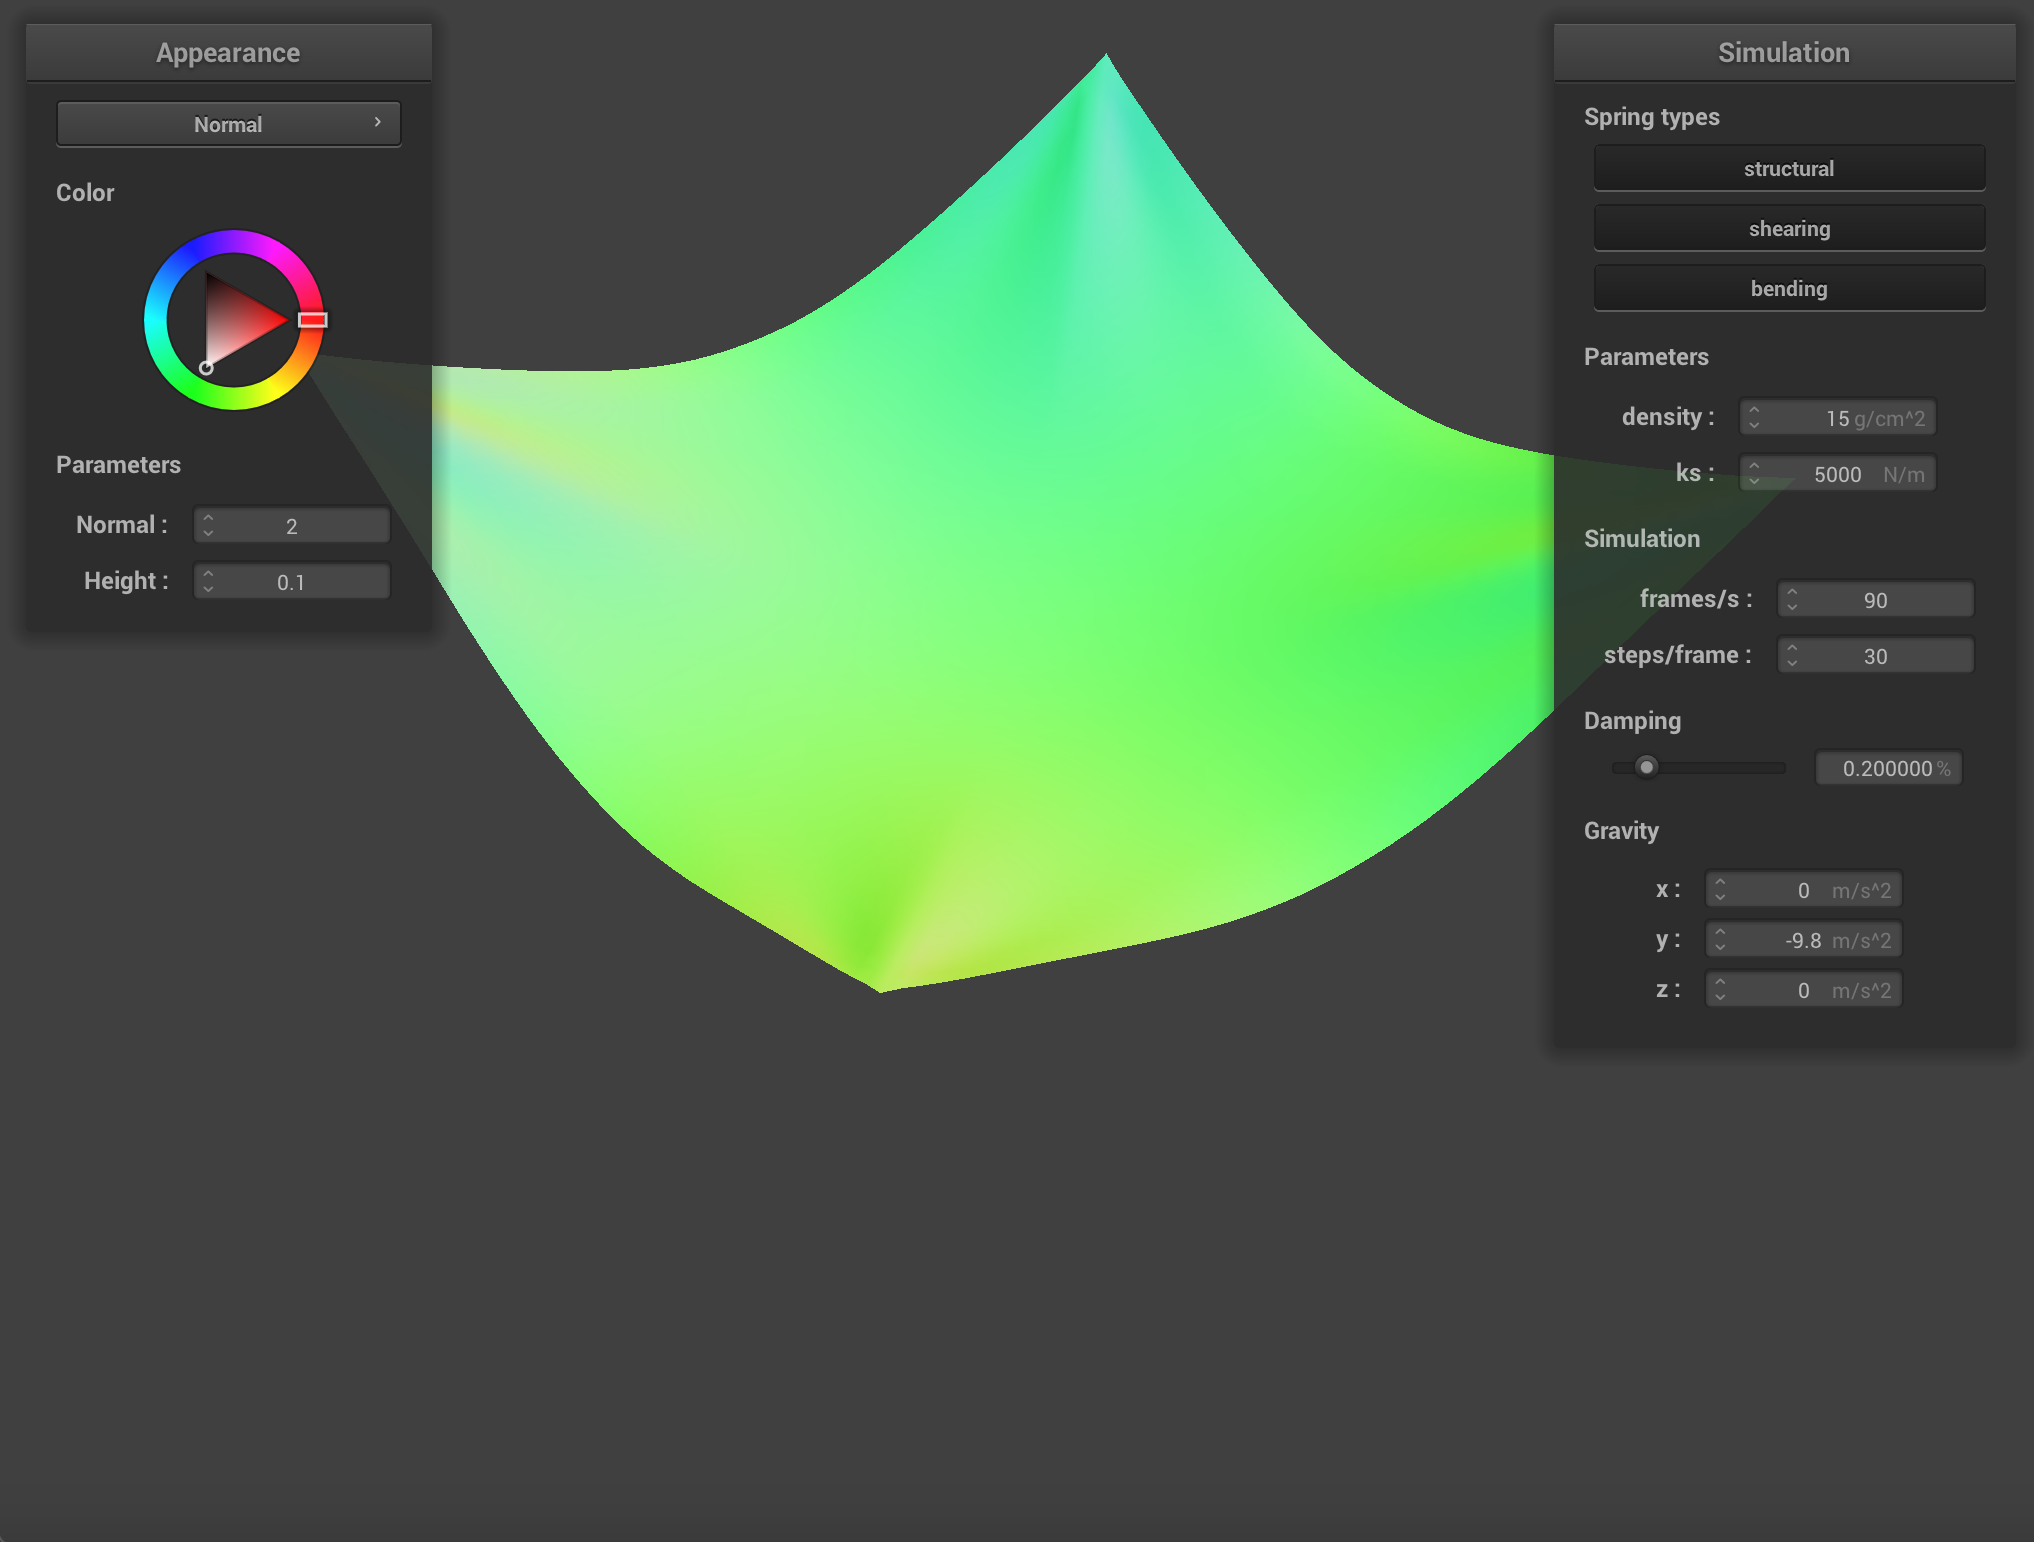 Appearance
Normal
Color
Parameters
Normal : 2
Height : 0.1
Simulation
Spring types
structural
shearing
bending
Parameters
density : 15 g/cm^2
ks : 5000 N/m
Simulation
frames/s : 90
steps/frame : 30
Damping
0.200000 %
Gravity
x : 0 m/s^2
y : -9.8 m/s^2
z : 0 m/s^2